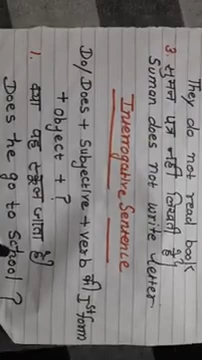 They do not read book
3. सुमन पत्र नहीं लिखती है
Suman does not write letter
Interrogative Sentence
Do/Does + Subjective + verb की Ist form
+ object + ?
1. क्या वह स्कूल जाता है
Does he go to School?